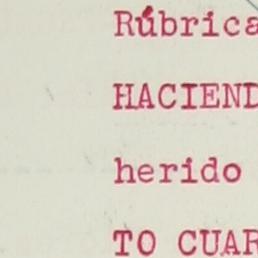 Rúbrica
HACIEND
herido
TO CUAR